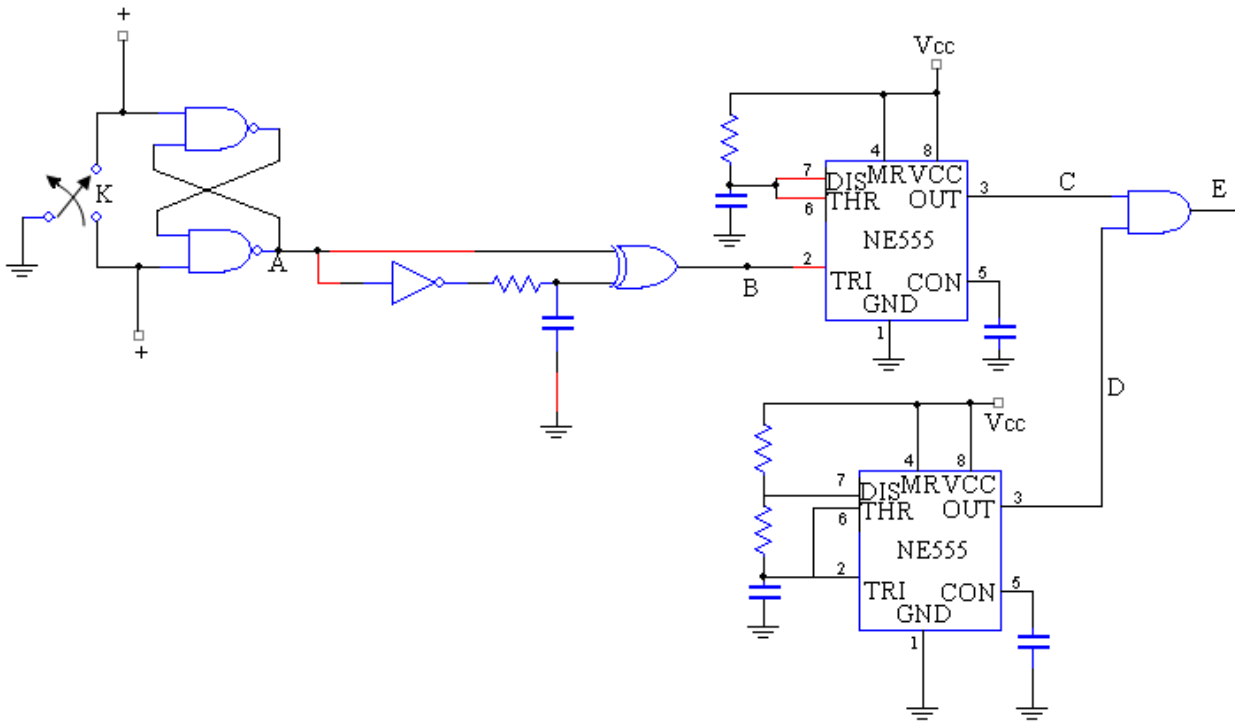 +
Vcc
4
8
K
7
DIS
MR
VCC
3
C
E
6
THR
OUT
NE555
A
2
B
TRI
CON
5
GND
1
+
D
Vcc
4
8
7
DIS
MR
VCC
3
6
THR
OUT
NE555
2
TRI
CON
5
GND
1